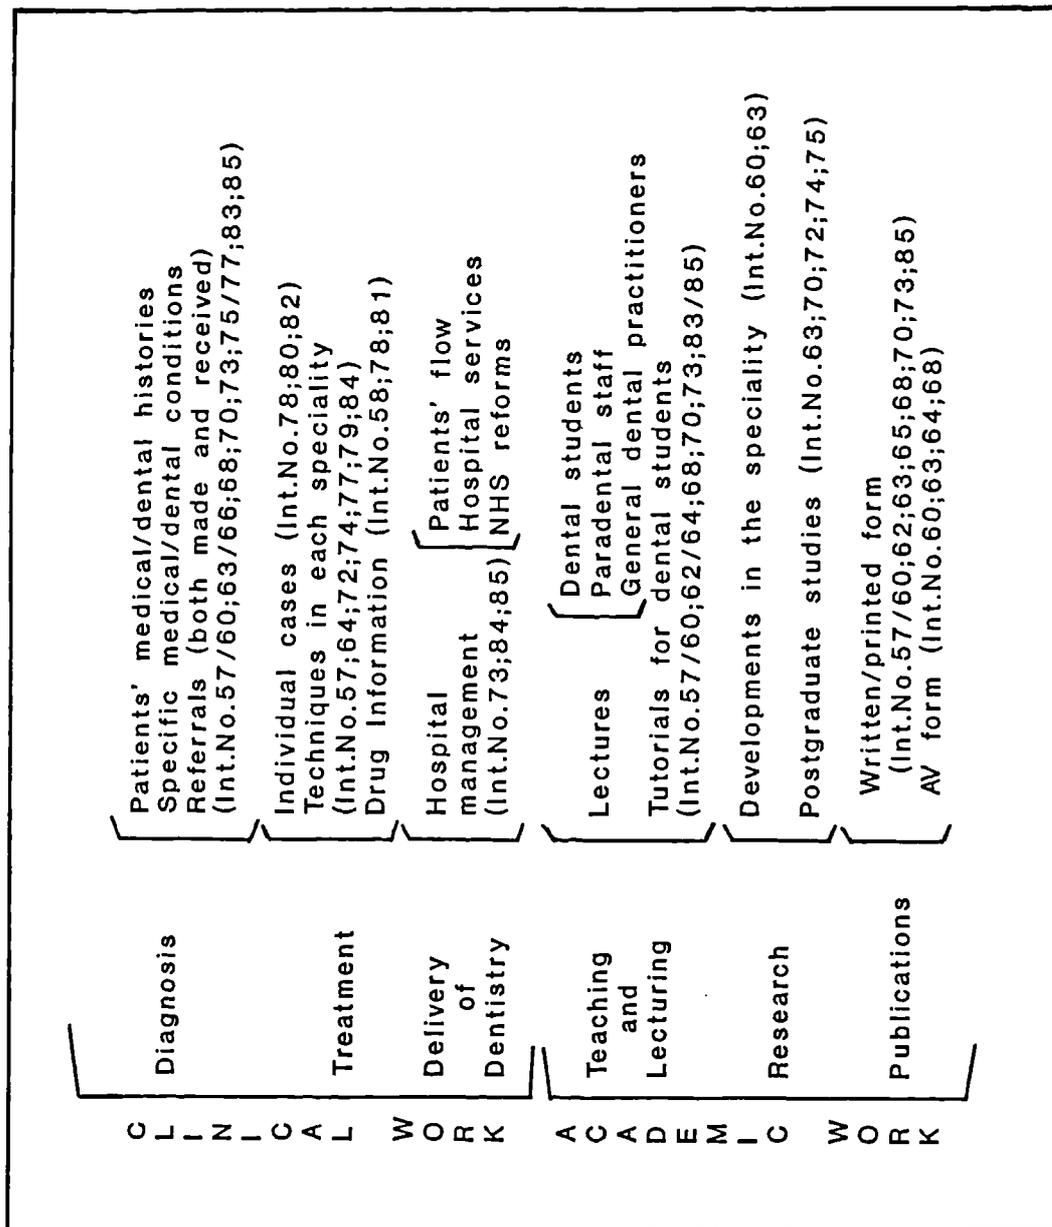 CLINICAL WORK
Diagnosis
Patients' medical/dental histories
Specific medical/dental conditions
Referrals (both made and received)
(Int.No.57/60;63/66;68;70;73;75/77;83;85)
Treatment
Individual cases (Int.No.78;80;82)
Techniques in each speciality
(Int.No.57;64;72;74;77;79;84)
Drug Information (Int.No.58;78;81)
Delivery
of
Dentistry
Hospital
management
(Int.No.73;84;85)
Patients' flow
Hospital services
NHS reforms
ACADEMIC WORK
Teaching
and
Lecturing
Lectures
Dental students
Paradental staff
General dental practitioners
Tutorials for dental students
(Int.No.57/60;62/64;68;70;73;83/85)
Research
Developments in the speciality (Int.No.60;63)
Postgraduate studies (Int.No.63;70;72;74;75)
Publications
Written/printed form
(Int.No.57/60;62;63;65;68;70;73;85)
AV form (Int.No.60;63;64;68)